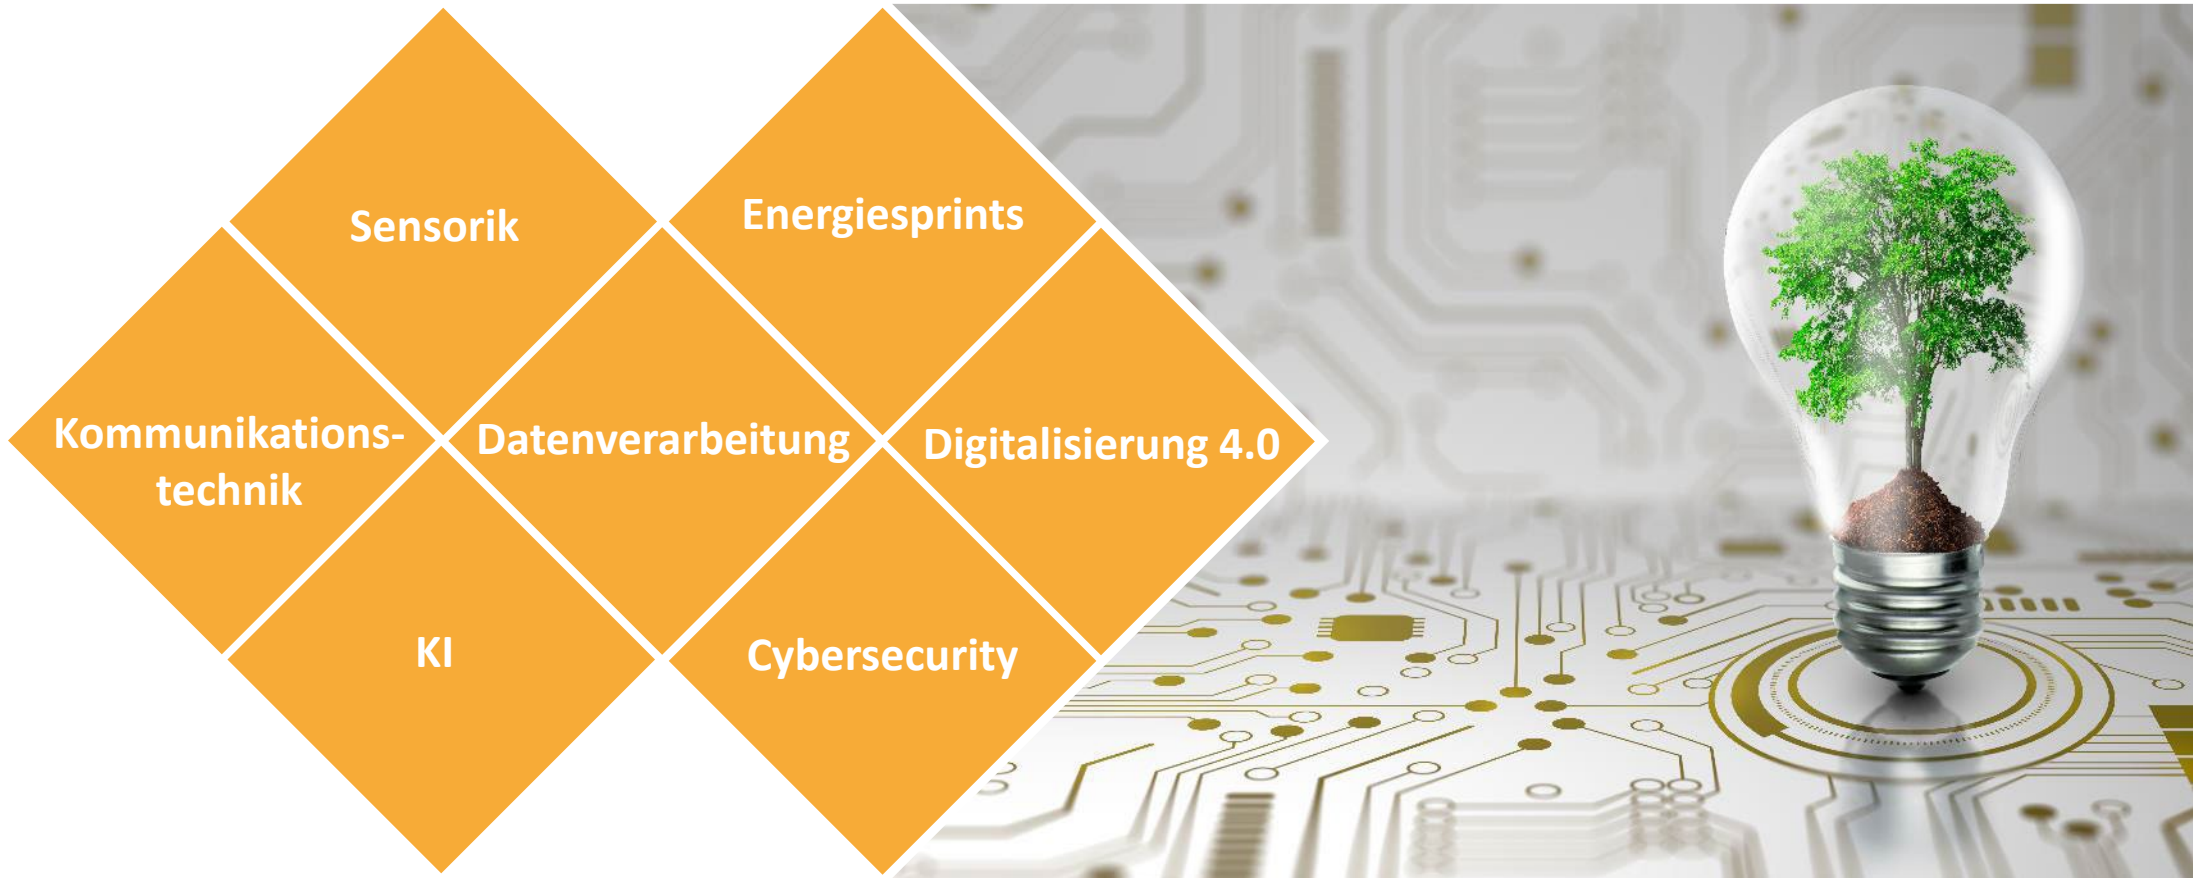 Sensorik
Energiesprints
Kommunikations-
technik
Datenverarbeitung
Digitalisierung 4.0
KI
Cybersecurity